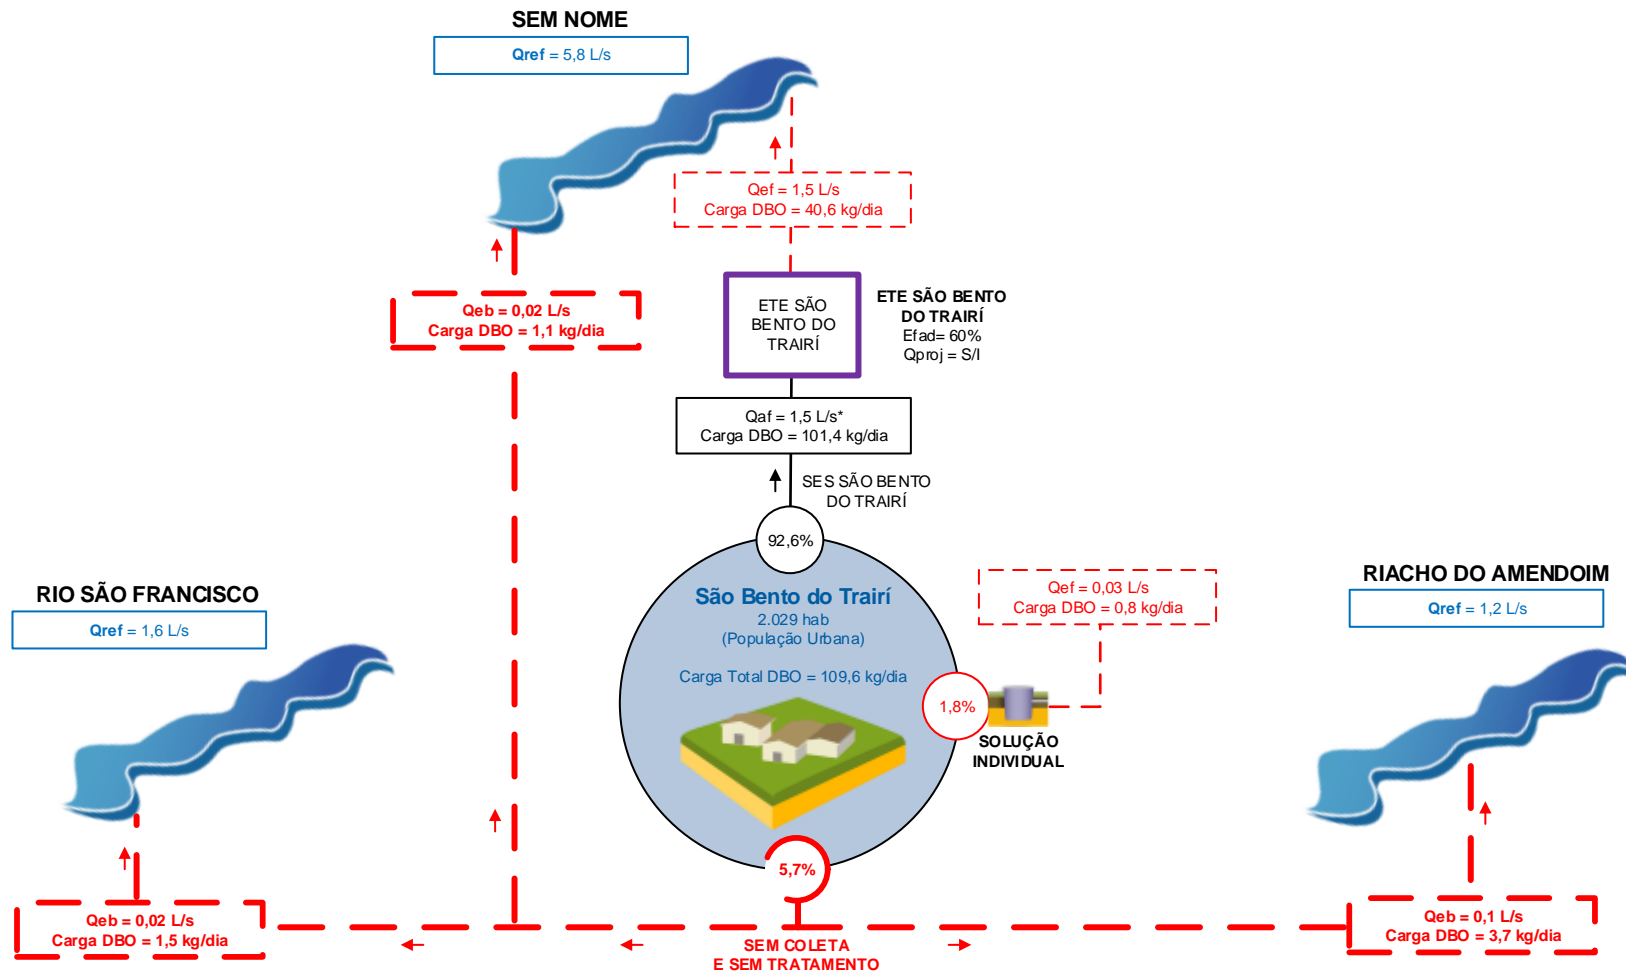 SEM NOME
Qref = 5,8 L/s
Qef = 1,5 L/s
Carga DBO = 40,6 kg/dia
Qeb = 0,02 L/s
Carga DBO = 1,1 kg/dia
ETE SÃO
BENTO DO
TRAIRÍ
ETE SÃO BENTO
DO TRAIRÍ
Efad= 60%
Qproj = S/I
Qaf = 1,5 L/s*
Carga DBO = 101,4 kg/dia
SES SÃO BENTO
DO TRAIRÍ
92,6%
São Bento do Trairí
2.029 hab
(População Urbana)
Carga Total DBO = 109,6 kg/dia
1,8%
SOLUÇÃO
INDIVIDUAL
Qef = 0,03 L/s
Carga DBO = 0,8 kg/dia
RIO SÃO FRANCISCO
Qref = 1,6 L/s
RIACHO DO AMENDOIM
Qref = 1,2 L/s
5,7%
Qeb = 0,02 L/s
Carga DBO = 1,5 kg/dia
SEM COLETA
E SEM TRATAMENTO
Qeb = 0,1 L/s
Carga DBO = 3,7 kg/dia